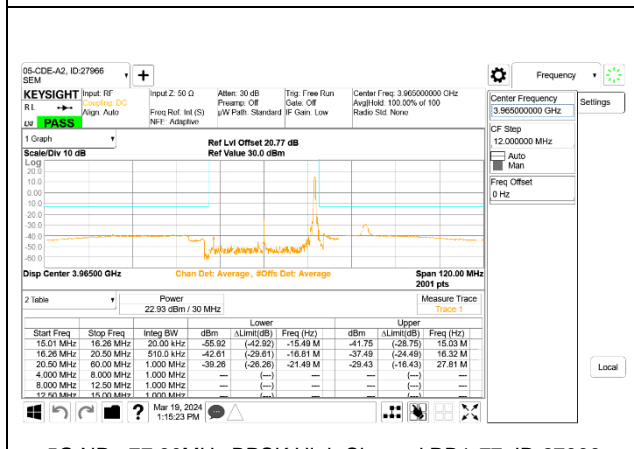 05-CDE-A2, ID:27966
SEM
Frequency
KEYSIGHT Input: RF Input Z: 50 Ω Atten: 30 dB Trig: Free Run Center Freq: 3.965000000 GHz
Coupling: DC Preamp: Off Gate: Off Avg|Hold: 100.00% of 100
R L Align: Auto Freq Ref: Int (S) µW Path: Standard IF Gain: Low Radio Std: None
NFE: Adaptive
PASS
Center Frequency
3.965000000 GHz
Settings
CF Step
12.000000 MHz
Auto
Man
Freq Offset
0 Hz
1 Graph
Ref Lvl Offset 20.77 dB
Scale/Div 10 dB Ref Value 30.0 dBm
Log
20.0
10.0
0.00
-10.0
-20.0
-30.0
-40.0
-50.0
-60.0
Disp Center 3.96500 GHz Chan Det: Average, #Offs Det: Average Span 120.00 MHz
2001 pts
2 Table Power Measure Trace
22.93 dBm / 30 MHz Trace 1
Lower Upper
Start Freq Stop Freq Integ BW dBm ΔLimit(dB) Freq (Hz) dBm ΔLimit(dB) Freq (Hz)
15.01 MHz 16.26 MHz 20.00 kHz -55.92 (-42.92) -15.49 M -41.75 (-28.75) 15.03 M
16.26 MHz 20.50 MHz 510.0 kHz -42.61 (-29.61) -16.81 M -37.49 (-24.49) 16.32 M
20.50 MHz 60.00 MHz 1.000 MHz -39.26 (-26.26) -21.49 M -29.43 (-16.43) 27.81 M
4.000 MHz 8.000 MHz 1.000 MHz --- (---) --- --- (---) ---
8.000 MHz 12.50 MHz 1.000 MHz --- (---) --- --- (---) ---
12.50 MHz 15.00 MHz 1.000 MHz --- (---) --- --- (---) ---
Local
? Mar 19, 2024
1:15:23 PM